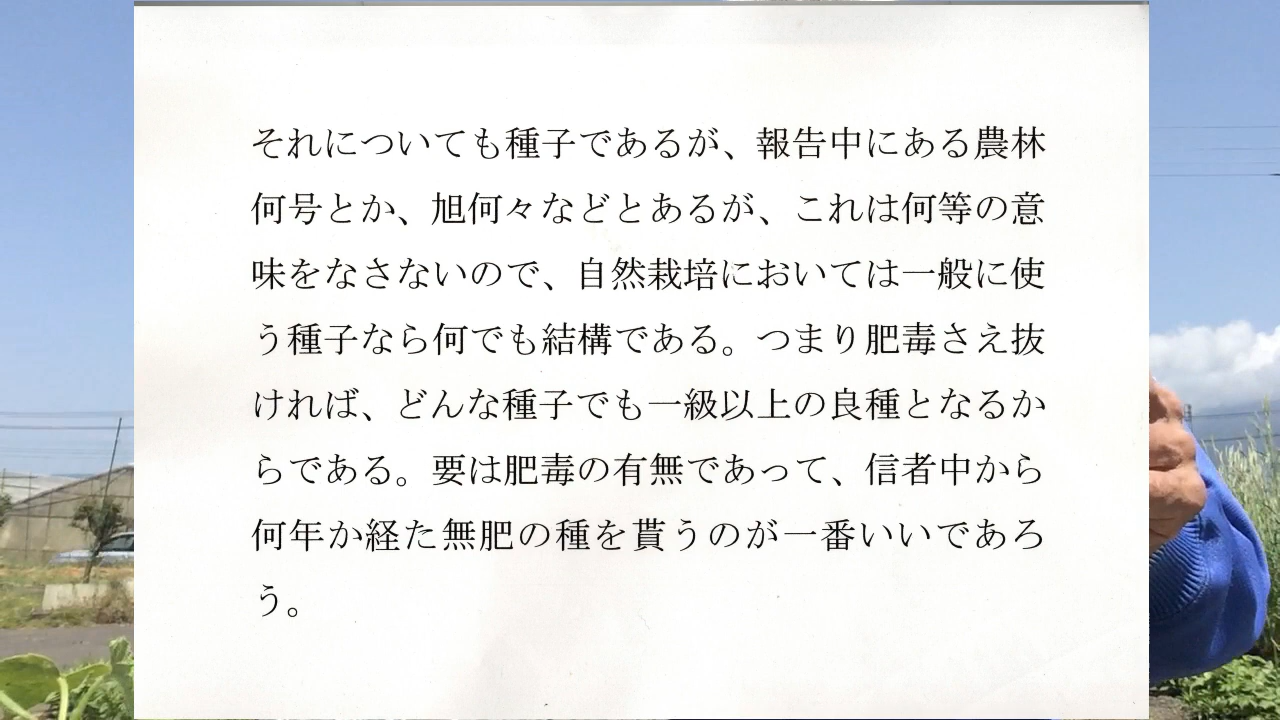 それについても種子であるが、報告中にある農林
何号とか、旭何々などとあるが、これは何等の意
味をなさないので、自然栽培においては一般に使
う種子なら何でも結構である。つまり肥毒さえ抜
ければ、どんな種子でも一級以上の良種となるか
らである。要は肥毒の有無であって、信者中から
何年か経た無肥の種を貰うのが一番いいであろ
う。